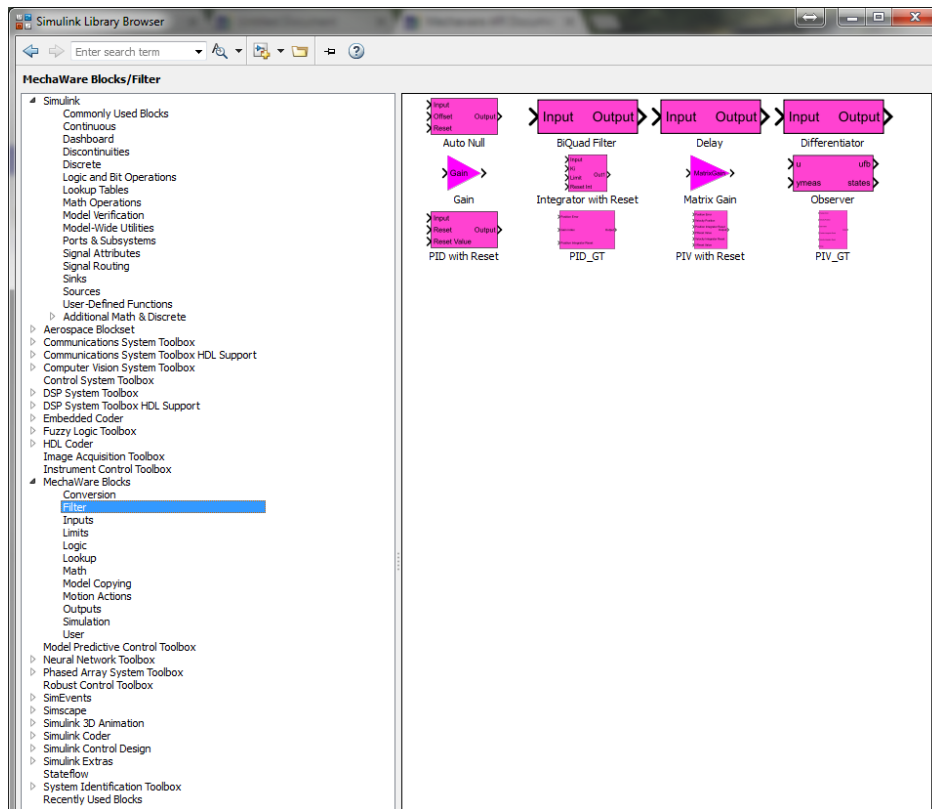 Simulink Library Browser
Enter search term
MechaWare Blocks/Filter
Simulink
Commonly Used Blocks
Continuous
Dashboard
Discontinuities
Discrete
Logic and Bit Operations
Lookup Tables
Math Operations
Model Verification
Model-Wide Utilities
Ports & Subsystems
Signal Attributes
Signal Routing
Sinks
Sources
User-Defined Functions
Additional Math & Discrete
Aerospace Blockset
Communications System Toolbox
Communications System Toolbox HDL Support
Computer Vision System Toolbox
Control System Toolbox
DSP System Toolbox
DSP System Toolbox HDL Support
Embedded Coder
Fuzzy Logic Toolbox
HDL Coder
Image Acquisition Toolbox
Instrument Control Toolbox
MechaWare Blocks
Conversion
Filter
Inputs
Limits
Logic
Lookup
Math
Model Copying
Motion Actions
Outputs
Simulation
User
Model Predictive Control Toolbox
Neural Network Toolbox
Phased Array System Toolbox
Robust Control Toolbox
SimEvents
Simscape
Simulink 3D Animation
Simulink Coder
Simulink Control Design
Simulink Extras
Stateflow
System Identification Toolbox
Recently Used Blocks
Input
Offset Output
Reset
Auto Null
Input Output
BiQuad Filter
Input Output
Delay
Input Output
Differentiator
Gain
Gain
Input
Ki
Limit Out1
Reset Int
Integrator with Reset
MatrixGain
Matrix Gain
u ufb
ymeas states
Observer
Input
Reset Output
Reset Value
PID with Reset
PID_GT
PIV with Reset
PIV_GT